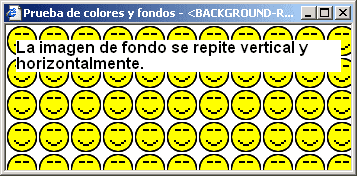 Prueba de colores y fondos - <BACKGROUND-R...
La imagen de fondo se repite vertical y
horizontalmente.